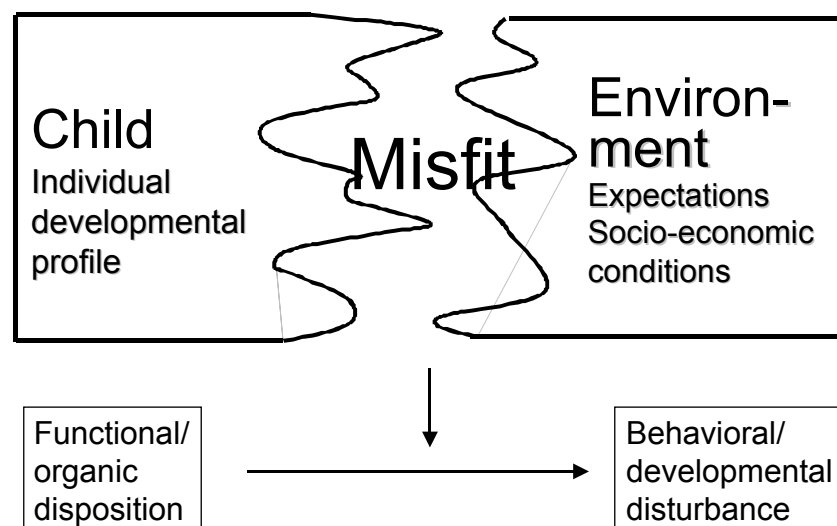 Child
Individual
developmental
profile
Misfit
Environ-
ment
Expectations
Socio-economic
conditions
Functional/
organic
disposition
Behavioral/
developmental
disturbance